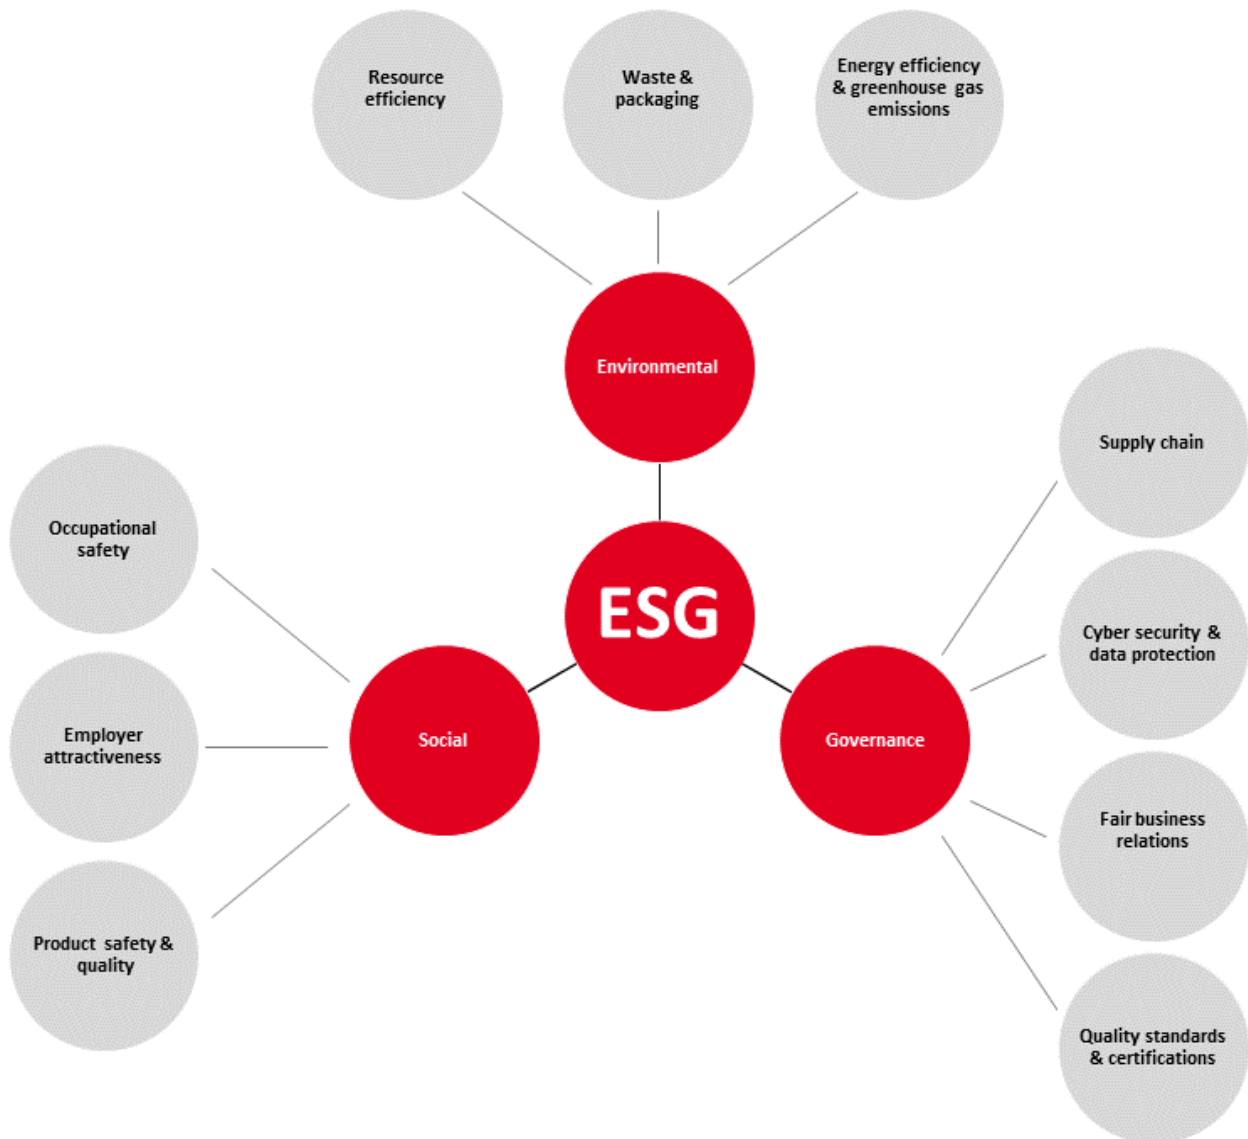 Resource
efficiency
Waste &
packaging
Energy efficiency
& greenhouse gas
emissions
Environmental
ESG
Social
Governance
Occupational
safety
Employer
attractiveness
Product safety &
quality
Supply chain
Cyber security &
data protection
Fair business
relations
Quality standards
& certifications